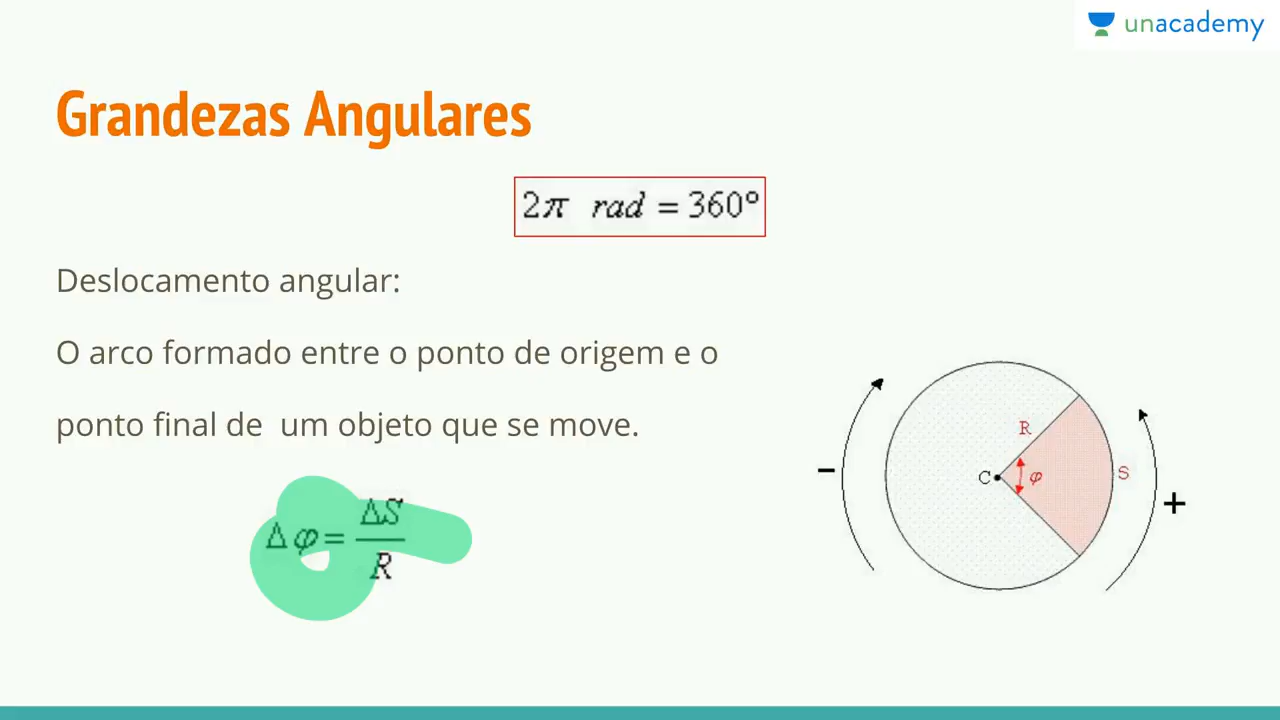 unacademy
Grandezas Angulares
2π rad = 360°
Deslocamento angular:
O arco formado entre o ponto de origem e o
ponto final de um objeto que se move.
Δφ = ΔS / R
R
C φ S
- +